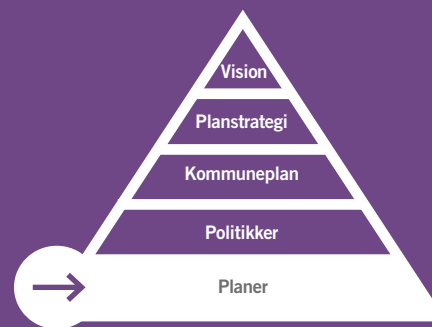 Vision
Planstrategi
Kommuneplan
Politikker
Planer